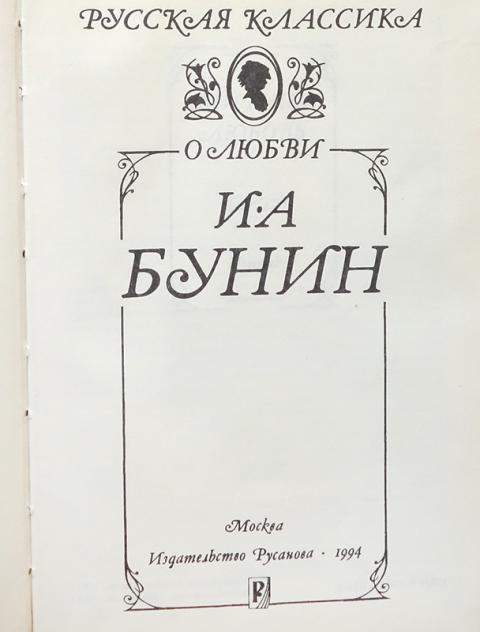 РУССКАЯ КЛАССИКА
О ЛЮБВИ
И·А
БУНИН
Москва
Издательство Русанова · 1994
Р